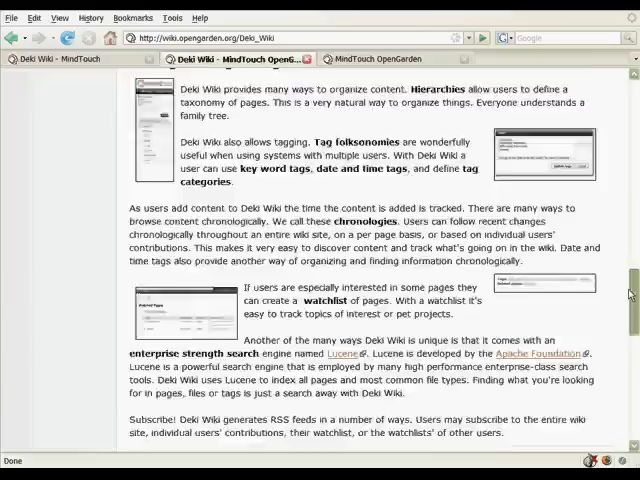 File Edit View History Bookmarks Tools Help
http://wiki.opengarden.org/Deki_Wiki
Google
Deki Wiki - MindTouch
Deki Wiki - MindTouch OpenG...
MindTouch OpenGarden
Deki Wiki provides many ways to organize content. Hierarchies allow users to define a
taxonomy of pages. This is a very natural way to organize things. Everyone understands a
family tree.
Deki Wiki also allows tagging. Tag folksonomies are wonderfully
useful when using systems with multiple users. With Deki Wiki a
user can use key word tags, date and time tags, and define tag
categories.
As users add content to Deki Wiki the time the content is added is tracked. There are many ways to
browse content chronologically. We call these chronologies. Users can follow recent changes
chronologically throughout an entire wiki site, on a per page basis, or based on individual users'
contributions. This makes it very easy to discover content and track what's going on in the wiki. Date and
time tags also provide another way of organizing and finding information chronologically.
If users are especially interested in some pages they
can create a watchlist of pages. With a watchlist it's
easy to track topics of interest or pet projects.
Another of the many ways Deki Wiki is unique is that it comes with an
enterprise strength search engine named Lucene. Lucene is developed by the Apache Foundation.
Lucene is a powerful search engine that is employed by many high performance enterprise-class search
tools. Deki Wiki uses Lucene to index all pages and most common file types. Finding what you're looking
for in pages, files or tags is just a search away with Deki Wiki.
Subscribe! Deki Wiki generates RSS feeds in a number of ways. Users may subscribe to the entire wiki
site, individual users' contributions, their watchlist, or the watchlists' of other users.
Done